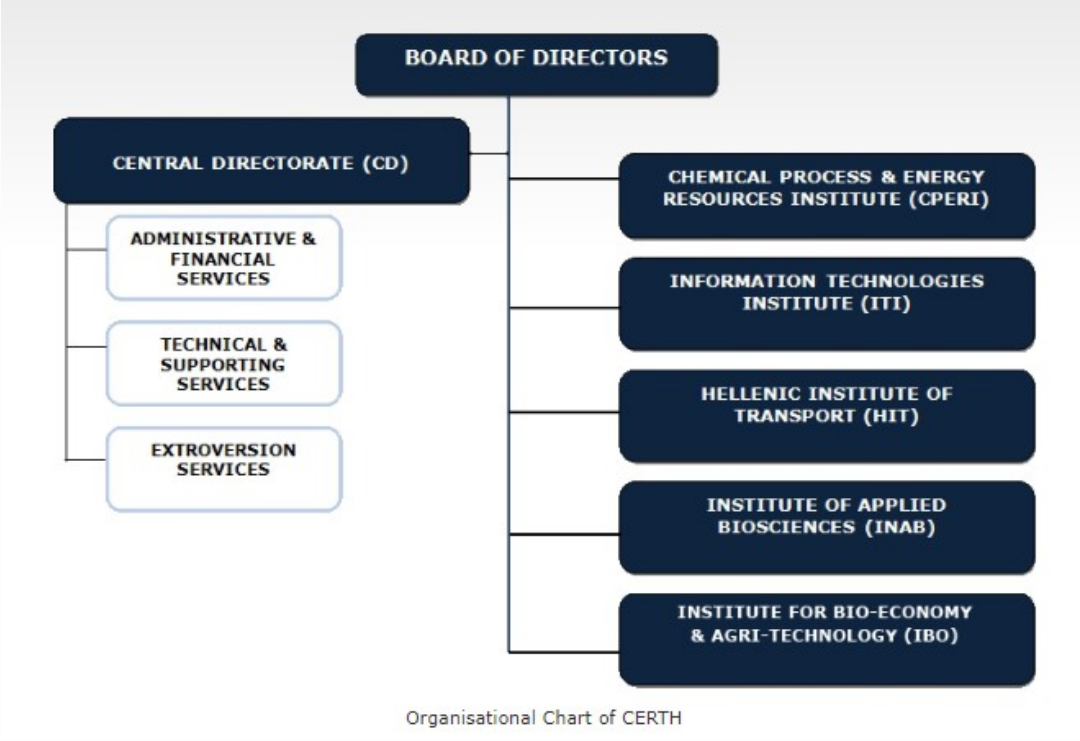 BOARD OF DIRECTORS
CENTRAL DIRECTORATE (CD)
ADMINISTRATIVE &
FINANCIAL
SERVICES
TECHNICAL &
SUPPORTING
SERVICES
EXTROVERSION
SERVICES
CHEMICAL PROCESS & ENERGY
RESOURCES INSTITUTE (CPERI)
INFORMATION TECHNOLOGIES
INSTITUTE (ITI)
HELLENIC INSTITUTE OF
TRANSPORT (HIT)
INSTITUTE OF APPLIED
BIOSCIENCES (INAB)
INSTITUTE FOR BIO-ECONOMY
& AGRI-TECHNOLOGY (IBO)
Organisational Chart of CERTH